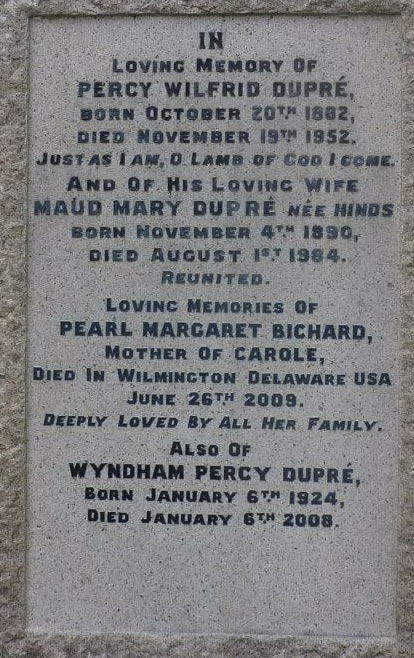 IN
LOVING MEMORY OF
PERCY WILFRID DUPRÉ,
BORN OCTOBER 20TH 1882,
DIED NOVEMBER 19TH 1952.
JUST AS I AM, O LAMB OF GOD I COME.
AND OF HIS LOVING WIFE
MAUD MARY DUPRÉ NÉE HINDS
BORN NOVEMBER 4TH 1890,
DIED AUGUST 1ST 1984.
REUNITED.
LOVING MEMORIES OF
PEARL MARGARET BICHARD,
MOTHER OF CAROLE,
DIED IN WILMINGTON DELAWARE USA
JUNE 26TH 2009.
DEEPLY LOVED BY ALL HER FAMILY.
ALSO OF
WYNDHAM PERCY DUPRÉ,
BORN JANUARY 6TH 1924,
DIED JANUARY 6TH 2008.